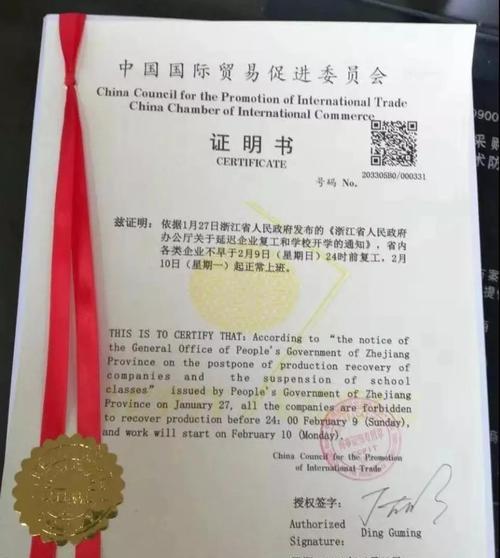 中国国际贸易促进委员会
China Council for the Promotion of International Trade
China Chamber of International Commerce
证明书
CERTIFICATE
号码 No. 203305B0/000331
兹证明：依据1月27日浙江省人民政府发布的《浙江省人民政府
办公厅关于延迟企业复工和学校开学的通知》，省内
各类企业不早于2月9日（星期日）24时前复工，2月
10日（星期一）起正常上班。
THIS IS TO CERTIFY THAT: According to “the notice of
the General Office of People's Government of Zhejiang
Province on the postpone of production recovery of
companies and the suspension of school
classes” issued by People's Government of Zhejiang
Province on January 27, all the companies are forbidden
to recover production before 24: 00 February 9 (Sunday),
and work will start on February 10 (Monday).
China Council for the Promotion
of International Trade
授权签字：
Authorized
Signature:
Ding Guming
0900
采购
术防
方案
提供